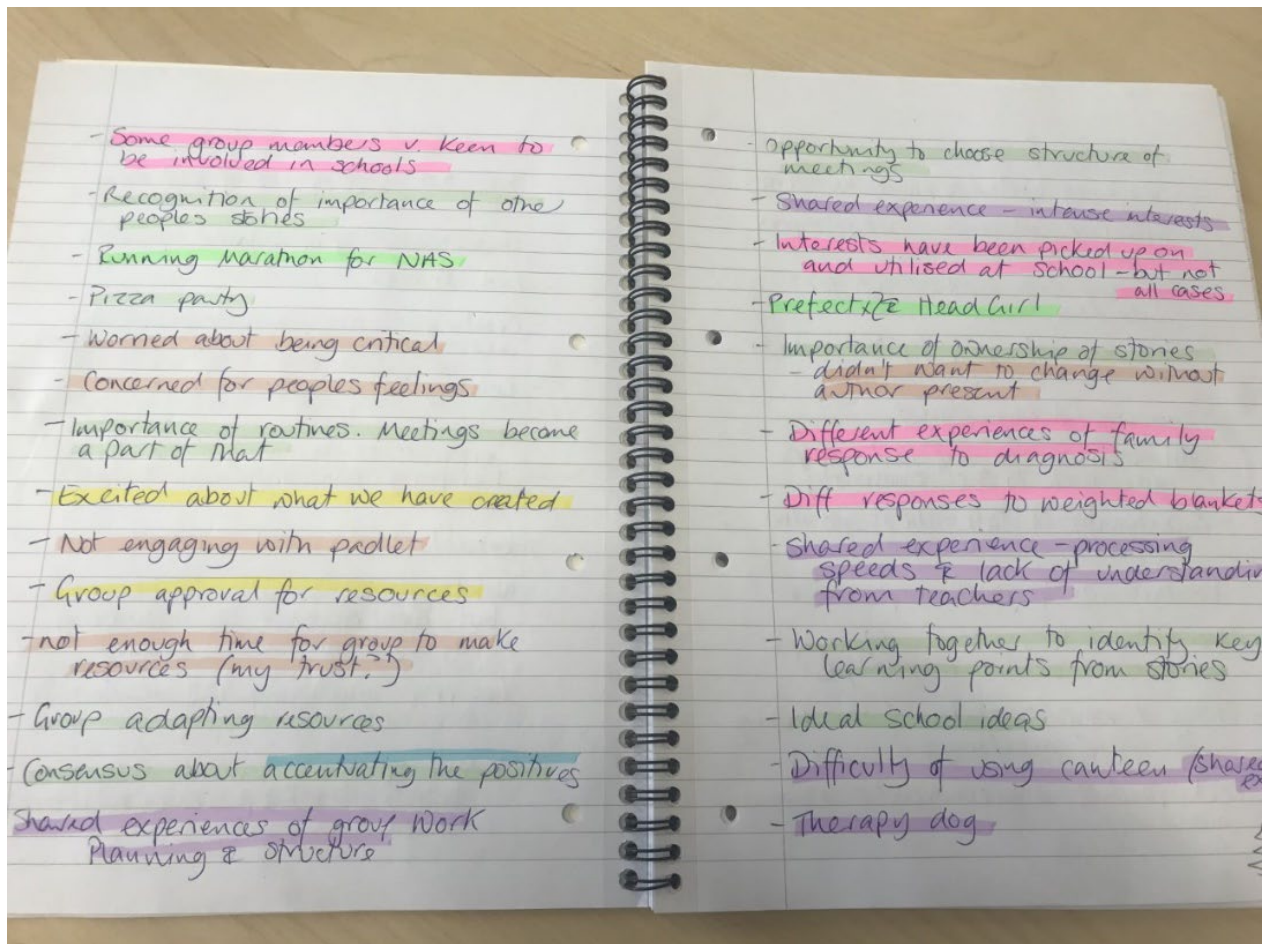 - Some group members v. keen to
be involved in schools
- Recognition of importance of other
peoples stories
- Running Marathon for NAS
- Pizza party
- Worried about being critical
- Concerned for peoples feelings
- Importance of routines. Meetings become
a part of that
- Excited about what we have created
- Not engaging with padlet
- Group approval for resources
- not enough time for group to make
resources (my trust?)
- Group adapting resources
- Consensus about accentuating the positives
Shared experiences of group work
Planning & structure
- Opportunity to choose structure of
meetings
- Shared experience - intense interests
- Interests have been picked up on
and utilised at school - but not
all cases
- Prefect & Head Girl
- Importance of ownership of stories
- didn't want to change without
author present
- Different experiences of family
response to diagnosis
- Diff responses to weighted blankets
- Shared experience - processing
speeds & lack of understandin
from teachers
- Working together to identify key
learning points from stories
- Ideal school ideas
- Difficulty of using canteen (shared
- Therapy dog